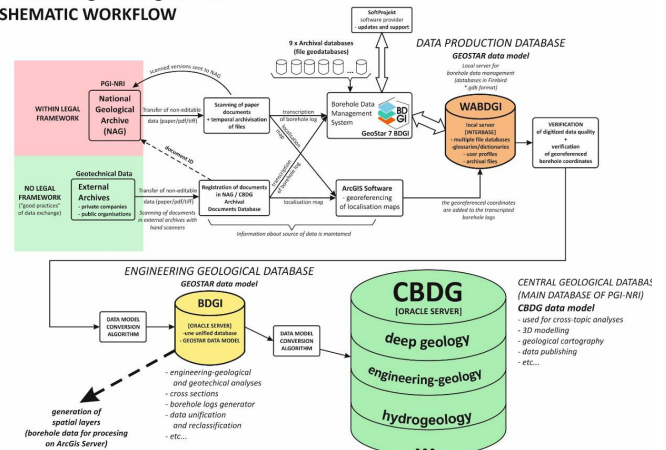 SHEMATIC WORKFLOW
SoftProjekt
software provider
- updates and support
9 x Archival databases
(file geodatabases)
...
DATA PRODUCTION DATABASE
GEOSTAR data model
Local server for
borehole data management
(databases in Firebird
*.gdb format)
scanned versions sent to NAG
PGI-NRI
WITHIN LEGAL
FRAMEWORK
National
Geological
Archive
(NAG)
Transfer of non-editable
data (paper/pdf/tiff)
Scanning of paper
documents
+ temporal archivisation
of files
transcription
of borehole log
localisation
map
Borehole Data
Management
System
BD
GI
GeoStar 7 BDGI
WABDGI
local server
[INTERBASE]
- multiple file databases
-glossaries/dictionaries
- user profiles
- archival files
VERIFICATION
of digitized data quality
+
verification
of georeferenced
borehole coordinates
document ID
NO LEGAL
FRAMEWORK
("good practices"
of data exchange)
Geotechnical Data
External
Archives
- private companies
- public organisations
Transfer of non-editable
data (paper/pdf/tiff)
Scanning of documents
in external archives with
hand scanners
Registration of documents
in NAG / CBDG
Archival
Documents Database
transcription
of borehole log
localisation map
ArcGIS Software
- georeferencing
of localisation maps
the georeferenced coordinates
are added to the transcribed
borehole logs
Information about source of data is maintained
ENGINEERING GEOLOGICAL DATABASE
GEOSTAR data model
DATA MODEL
CONVERSION
ALGORITHM
BDGI
[ORACLE SERVER]
-une unified database
- GEOSTAR DATA MODEL
DATA MODEL
CONVERSION
ALGORITHM
- engineering-geological
and geotechical analyses
- cross sections
- borehole logs generator
- data unification
and reclassification
- etc...
generation of
spatial layers
(borehole data for procesing
on ArcGis Server)
CBDG
[ORACLE SERVER]
deep geology
engineering-geology
hydrogeology
...
CENTRAL GEOLOGICAL DATABAS
(MAIN DATABASE OF PGI-NRI)
CBDG data model
- used for cross-topic analyses
- 3D modelling
- geological cartography
- data publishing
- etc...